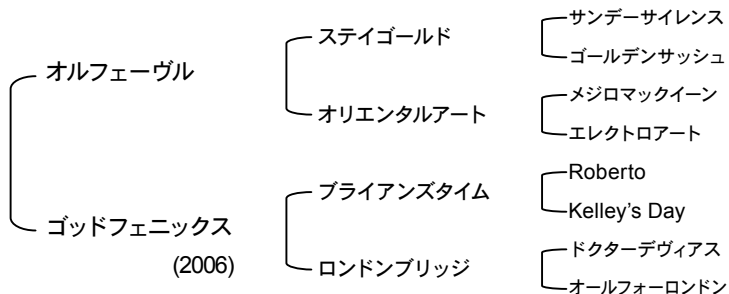 オルフェーヴル
ゴッドフェニックス
(2006)
ステイゴールド
オリエンタルアート
ブライアンズタイム
ロンドンブリッジ
サンデーサイレンス
ゴールデンサッシュ
メジロマックイーン
エレクトロアート
Roberto
Kelley's Day
ドクターデヴィアス
オールフォーロンドン